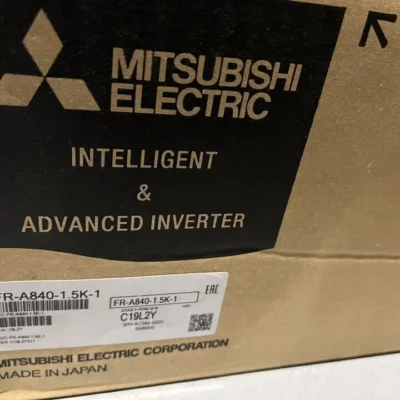 MITSUBISHI
ELECTRIC
INTELLIGENT
&
ADVANCED INVERTER
FR-A840-1.5K-1
FR-A840-1.5K-1
C19L2Y
EAC
MITSUBISHI ELECTRIC CORPORATION
MADE IN JAPAN